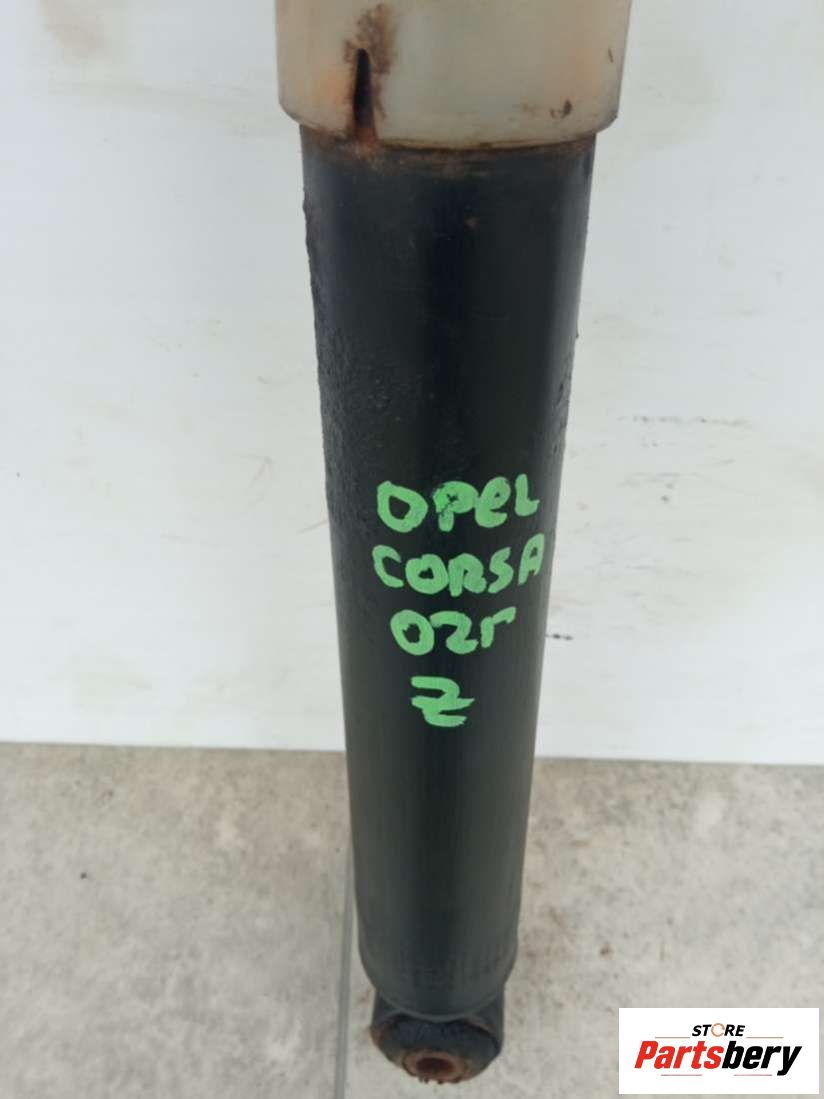 OPEL
CORSA
02r
Z
STORE
Partsbery